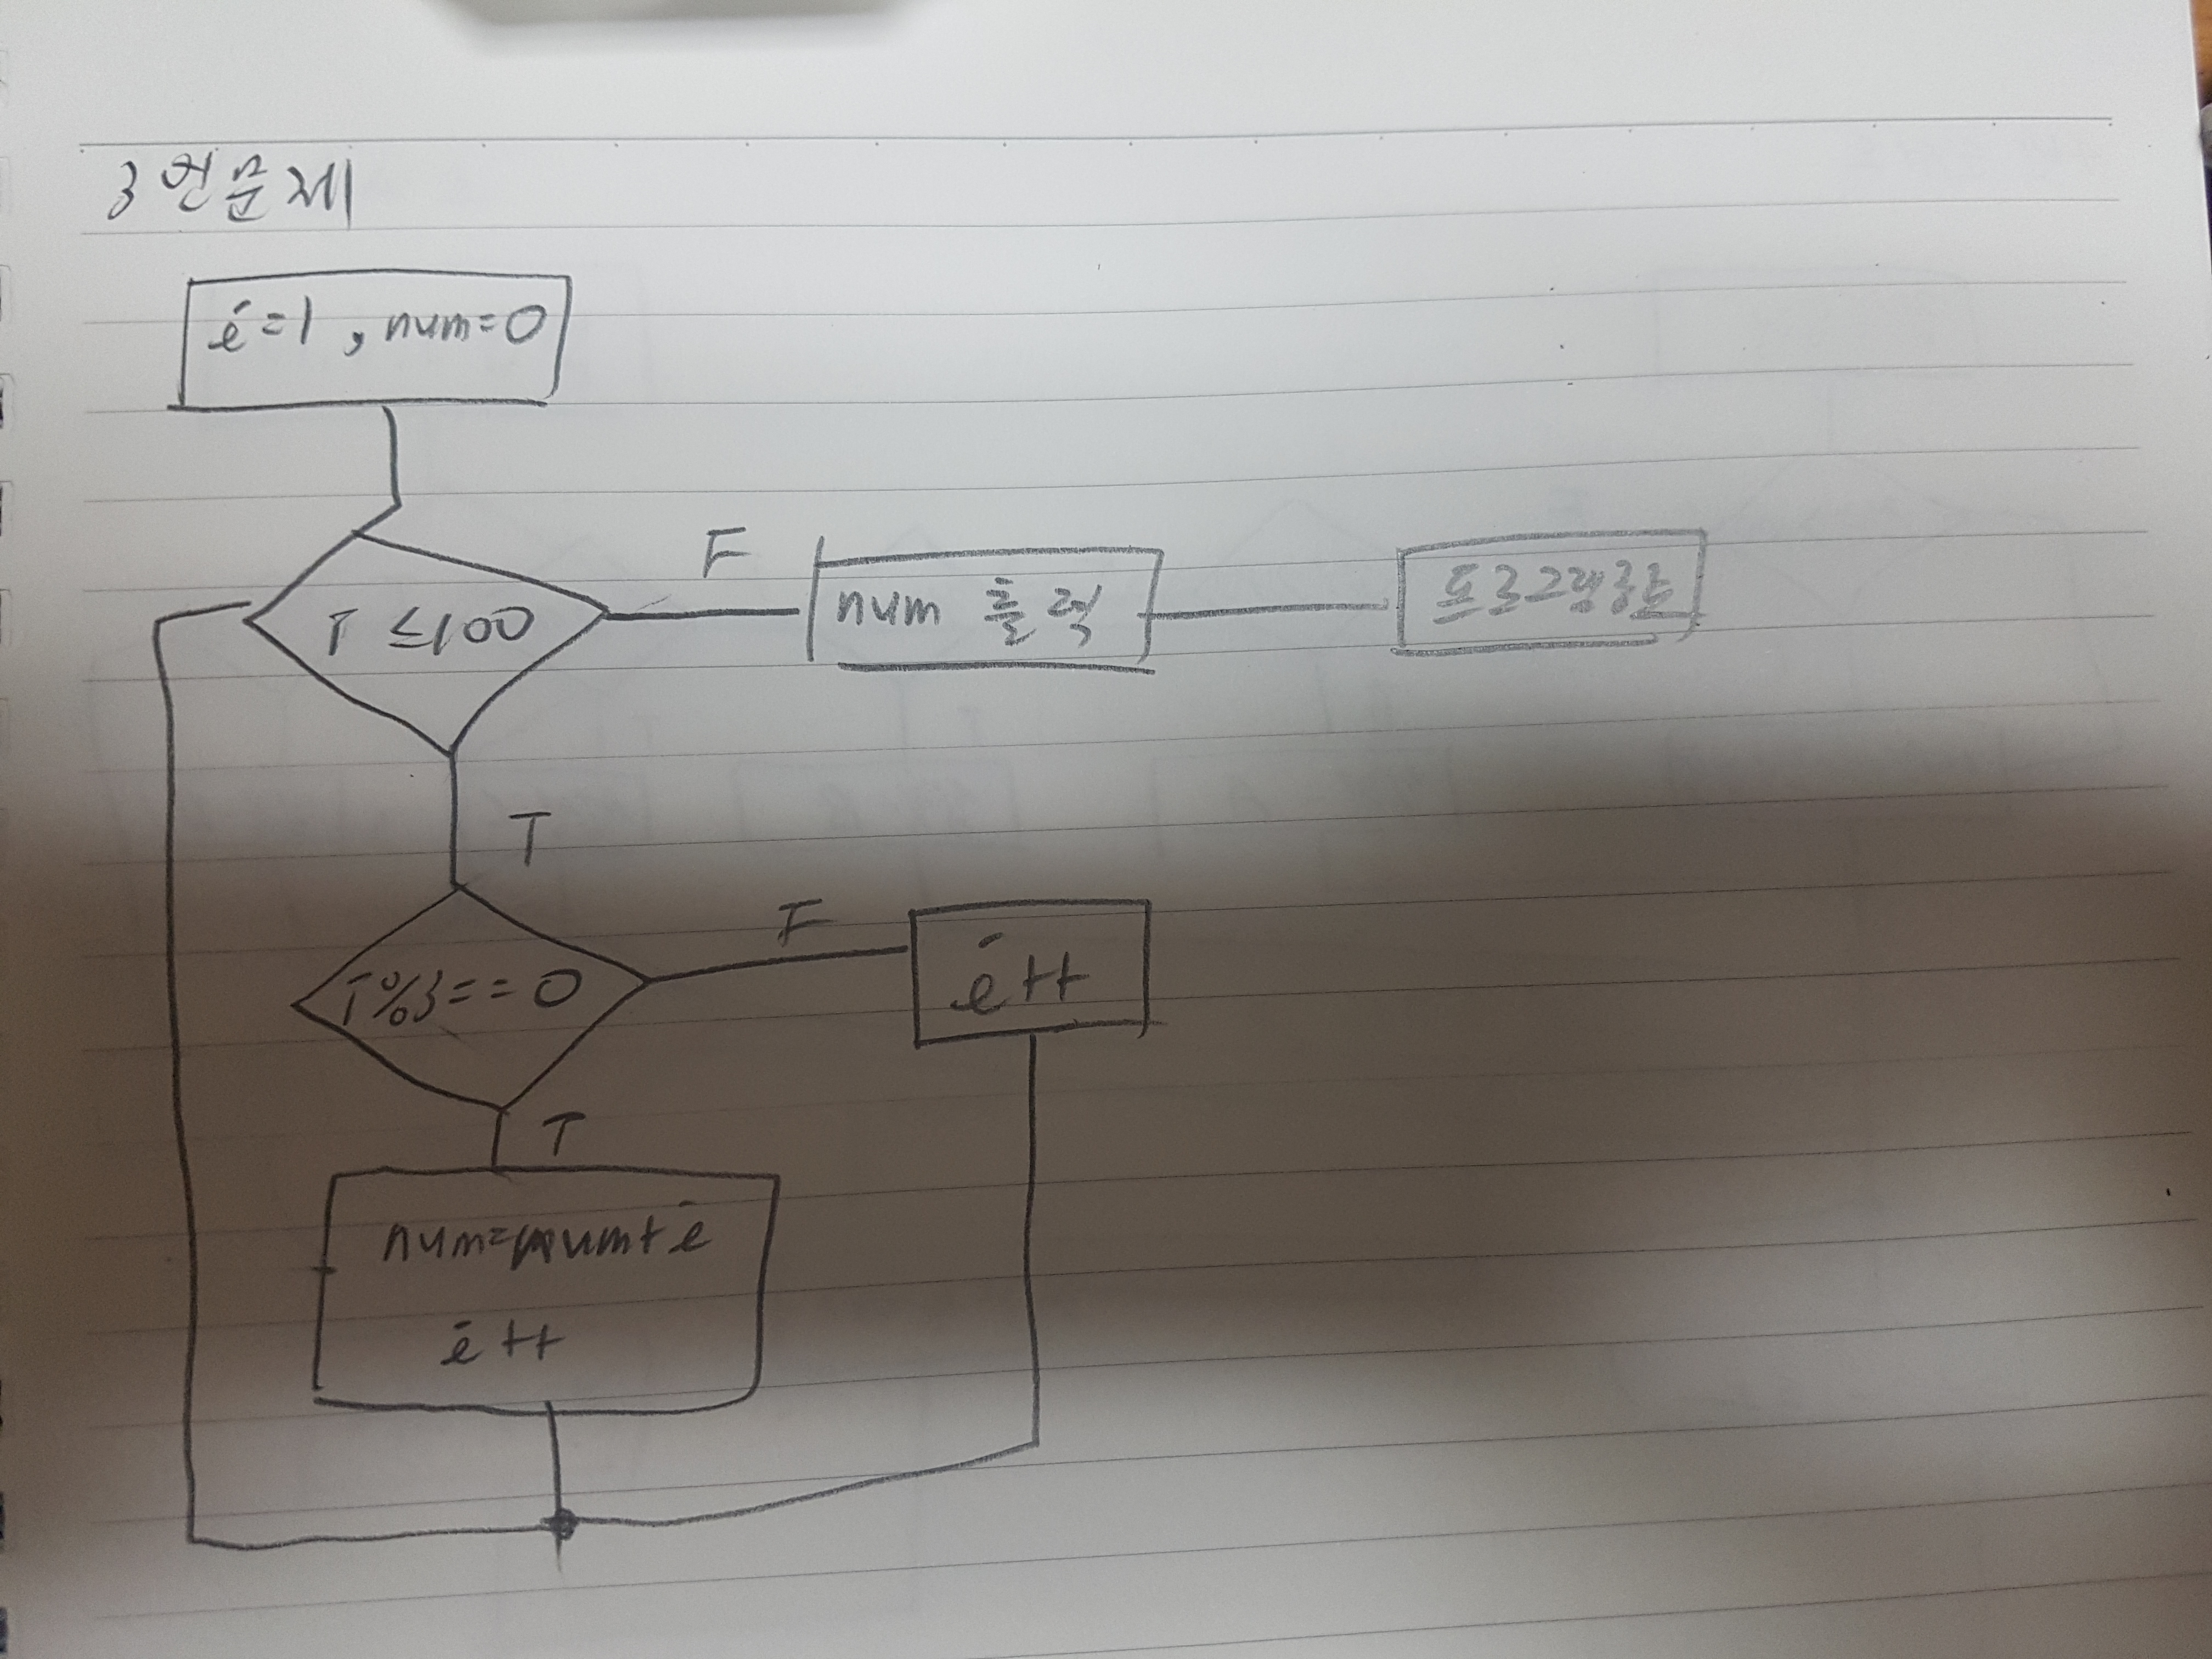 3번문제
i=1, num=0
I ≤100
F
num 출력
프로그램종료
T
I%3==0
F
i++
T
num=num+i
i++